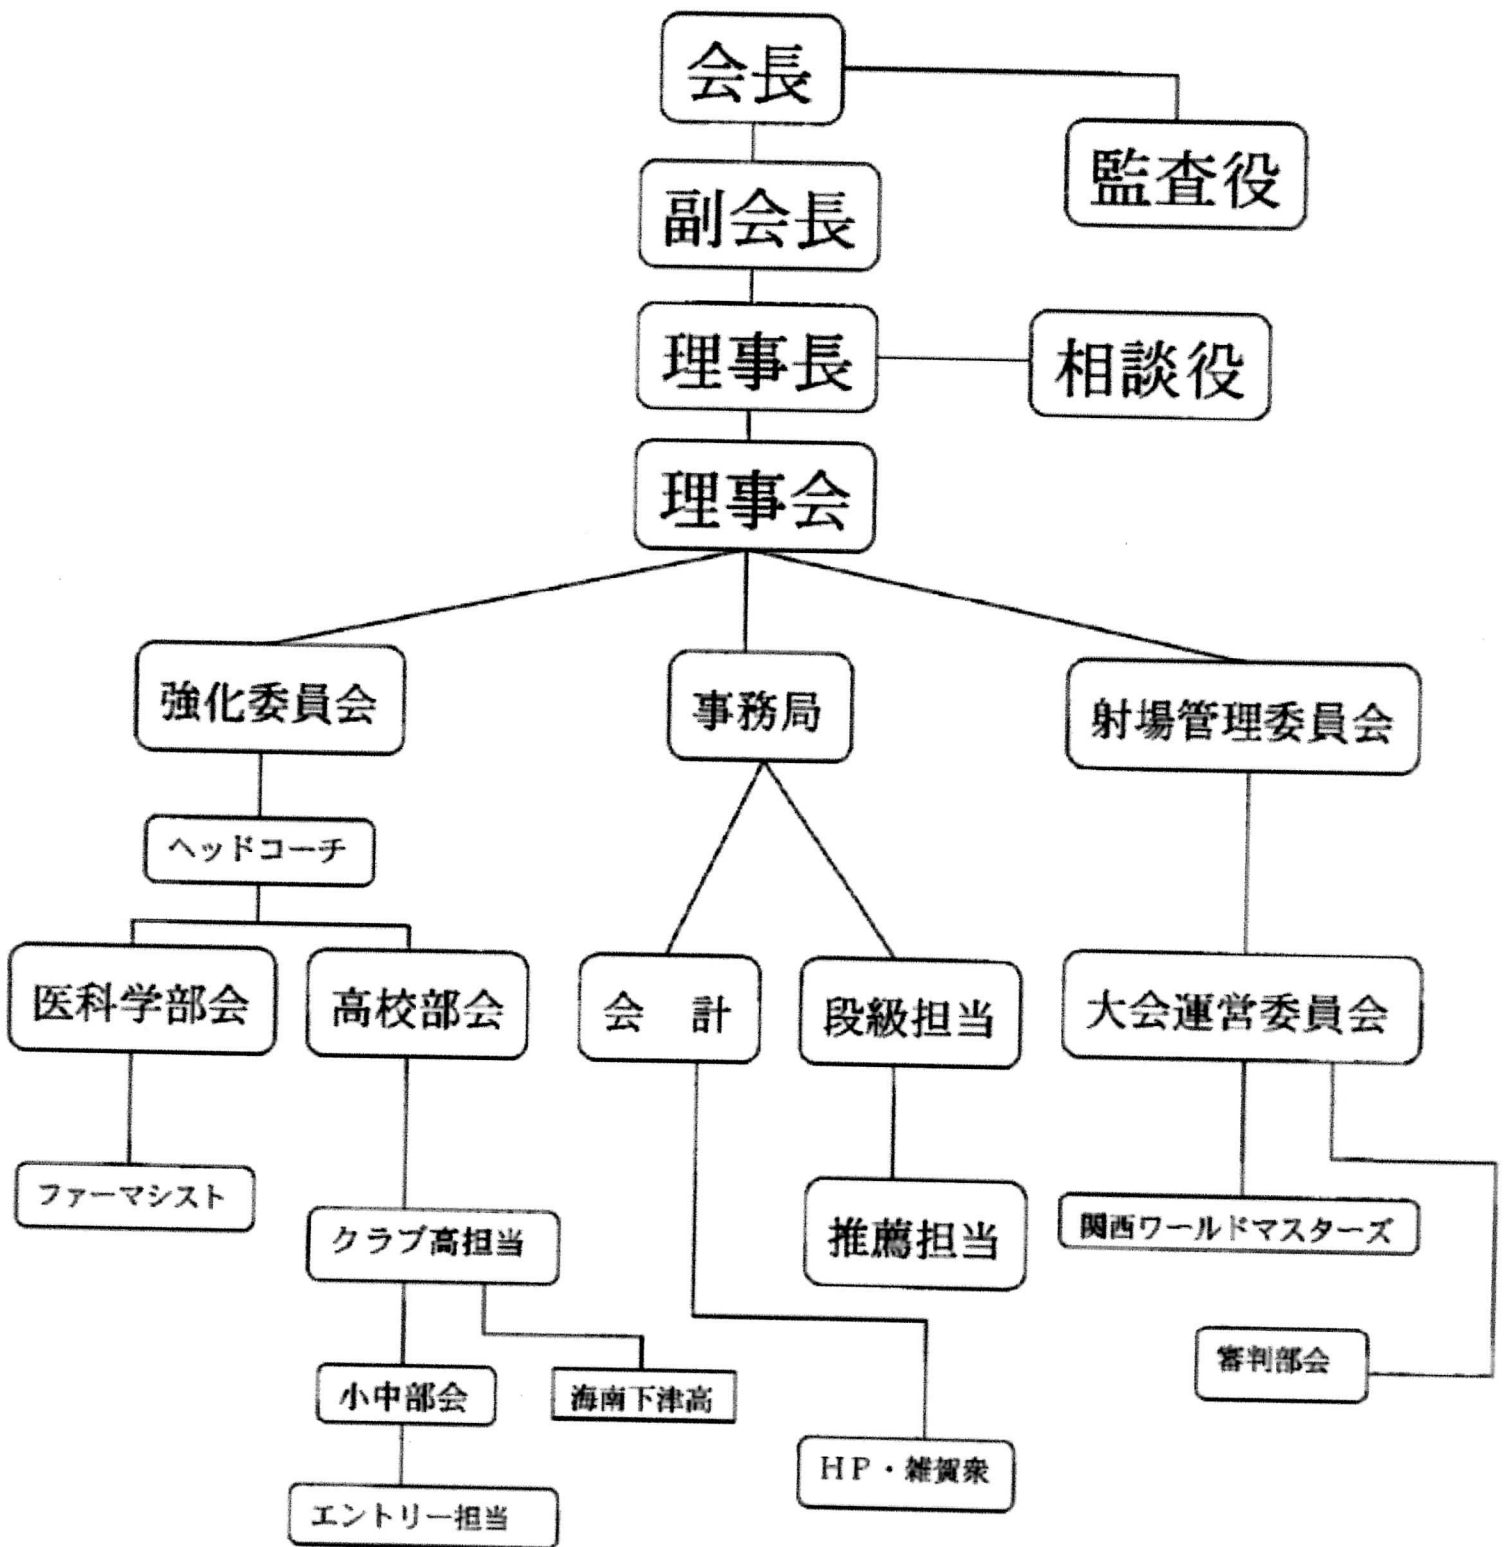 会長
監査役
副会長
理事長
相談役
理事会
強化委員会
事務局
射場管理委員会
ヘッドコーチ
医科学部会
高校部会
会　計
段級担当
大会運営委員会
ファーマシスト
クラブ高担当
推薦担当
関西ワールドマスターズ
審判部会
小中部会
海南下津高
HP・雑賀衆
エントリー担当